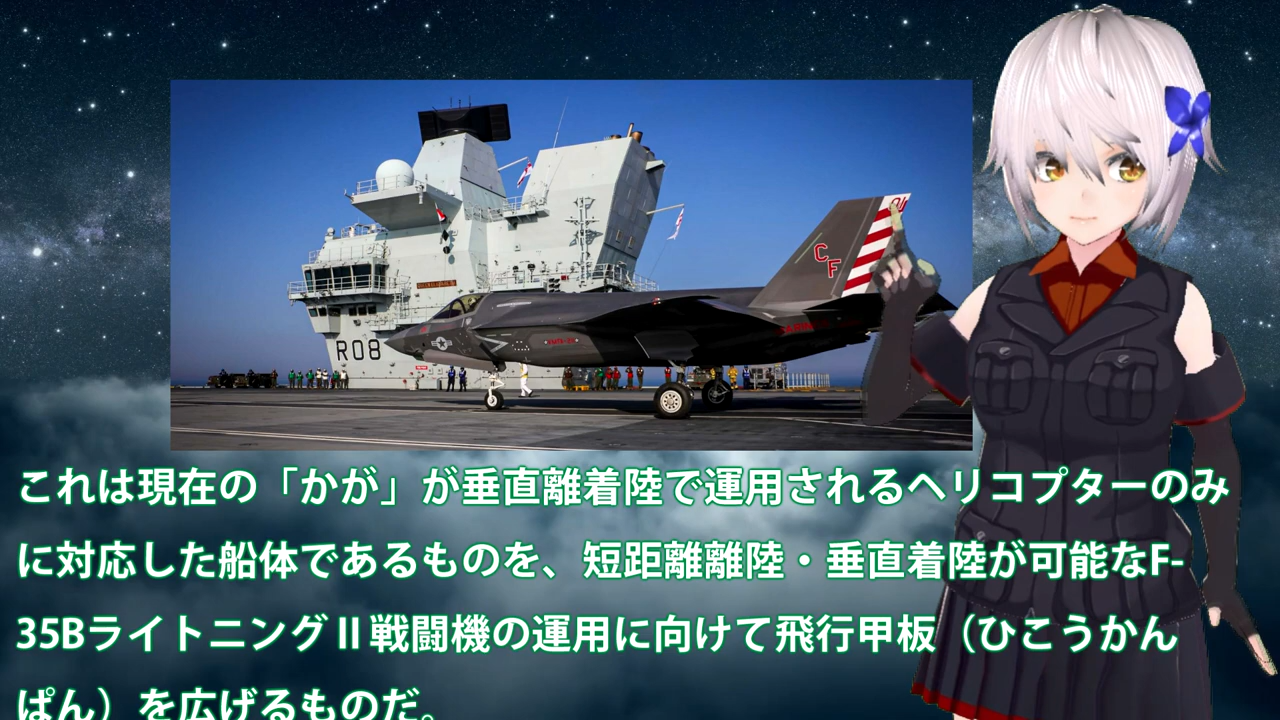 R08
CF
これは現在の「かが」が垂直離着陸で運用されるヘリコプターのみ
に対応した船体であるものを、短距離離陸・垂直着陸が可能なF-
35BライトニングⅡ戦闘機の運用に向けて飛行甲板（ひこうかん
ぱん）を広げるものだ。